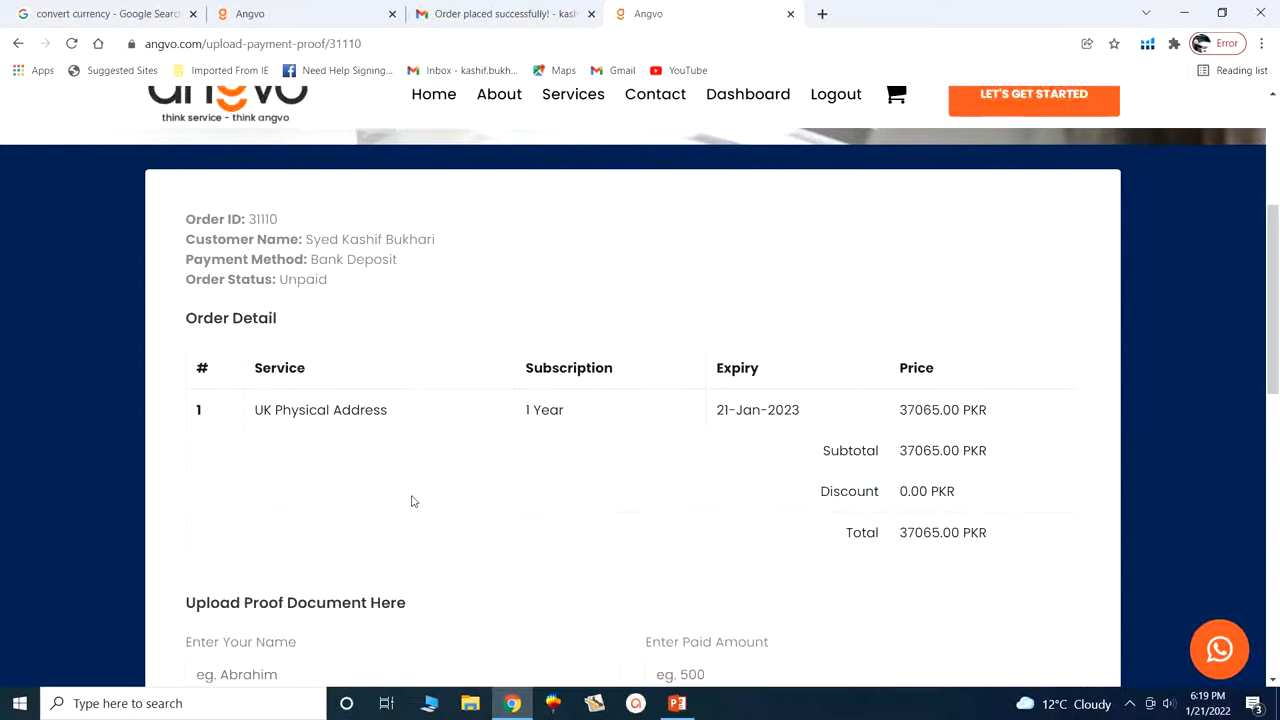 convert currency - Google Searc
Angvo
Order placed successfully! - kash
Angvo
angvo.com/upload-payment-proof/31110
Error
Apps
Suggested Sites
Imported From IE
Need Help Signing...
Inbox - kashif.bukh...
Maps
Gmail
YouTube
Reading list
angvo
think service - think angvo
Home
About
Services
Contact
Dashboard
Logout
LET'S GET STARTED
Order ID: 31110
Customer Name: Syed Kashif Bukhari
Payment Method: Bank Deposit
Order Status: Unpaid
Order Detail
# Service Subscription Expiry Price
1 UK Physical Address 1 Year 21-Jan-2023 37065.00 PKR
Subtotal 37065.00 PKR
Discount 0.00 PKR
Total 37065.00 PKR
Upload Proof Document Here
Enter Your Name Enter Paid Amount
eg. Abrahim eg. 500
Type here to search
12°C Cloudy
6:19 PM
1/21/2022
3